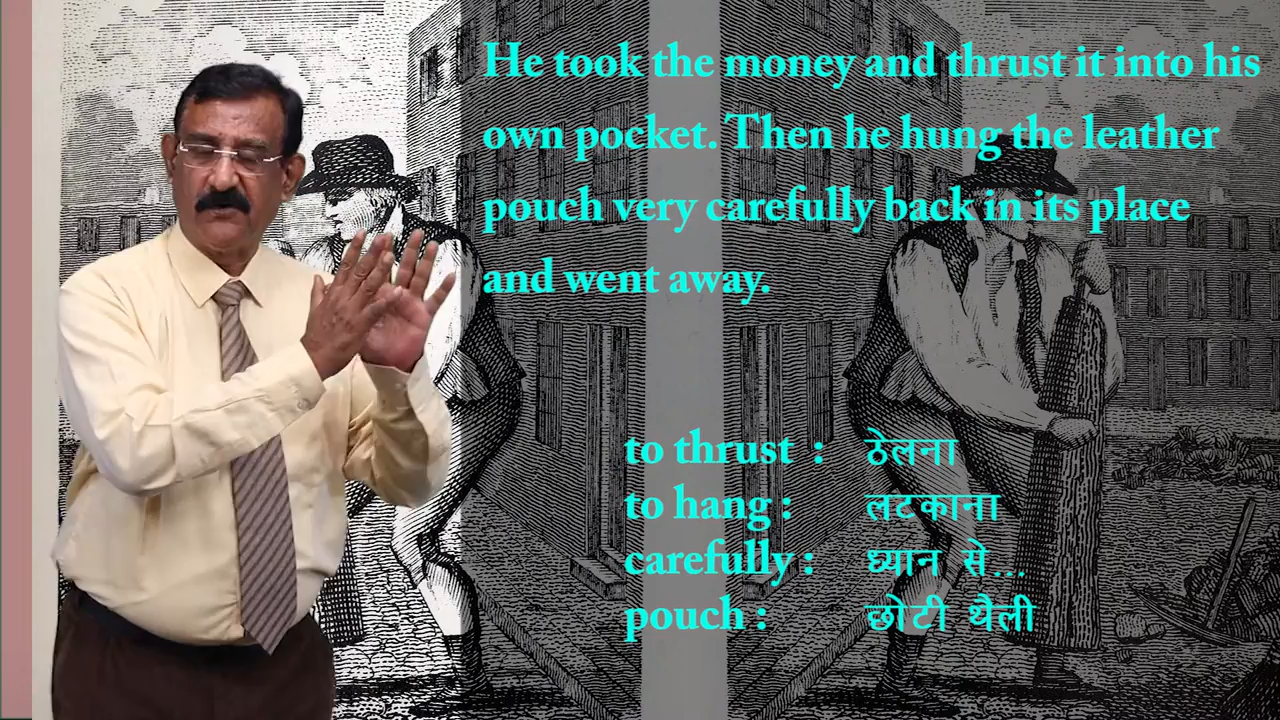 He took the money and thrust it into his
own pocket. Then he hung the leather
pouch very carefully back in its place
and went away.
to thrust : ठेलना
to hang : लटकाना
carefully : ध्यान से...
pouch : छोटी थैली